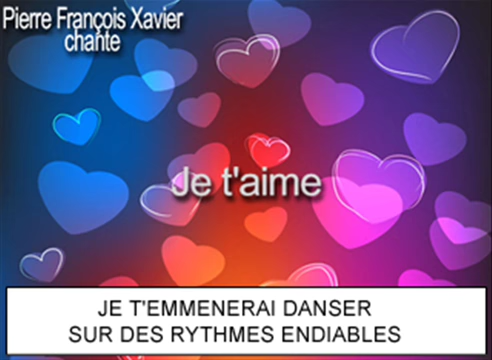 Pierre François Xavier
chante
Je t'aime
JE T'EMMENERAI DANSER
SUR DES RYTHMES ENDIABLES